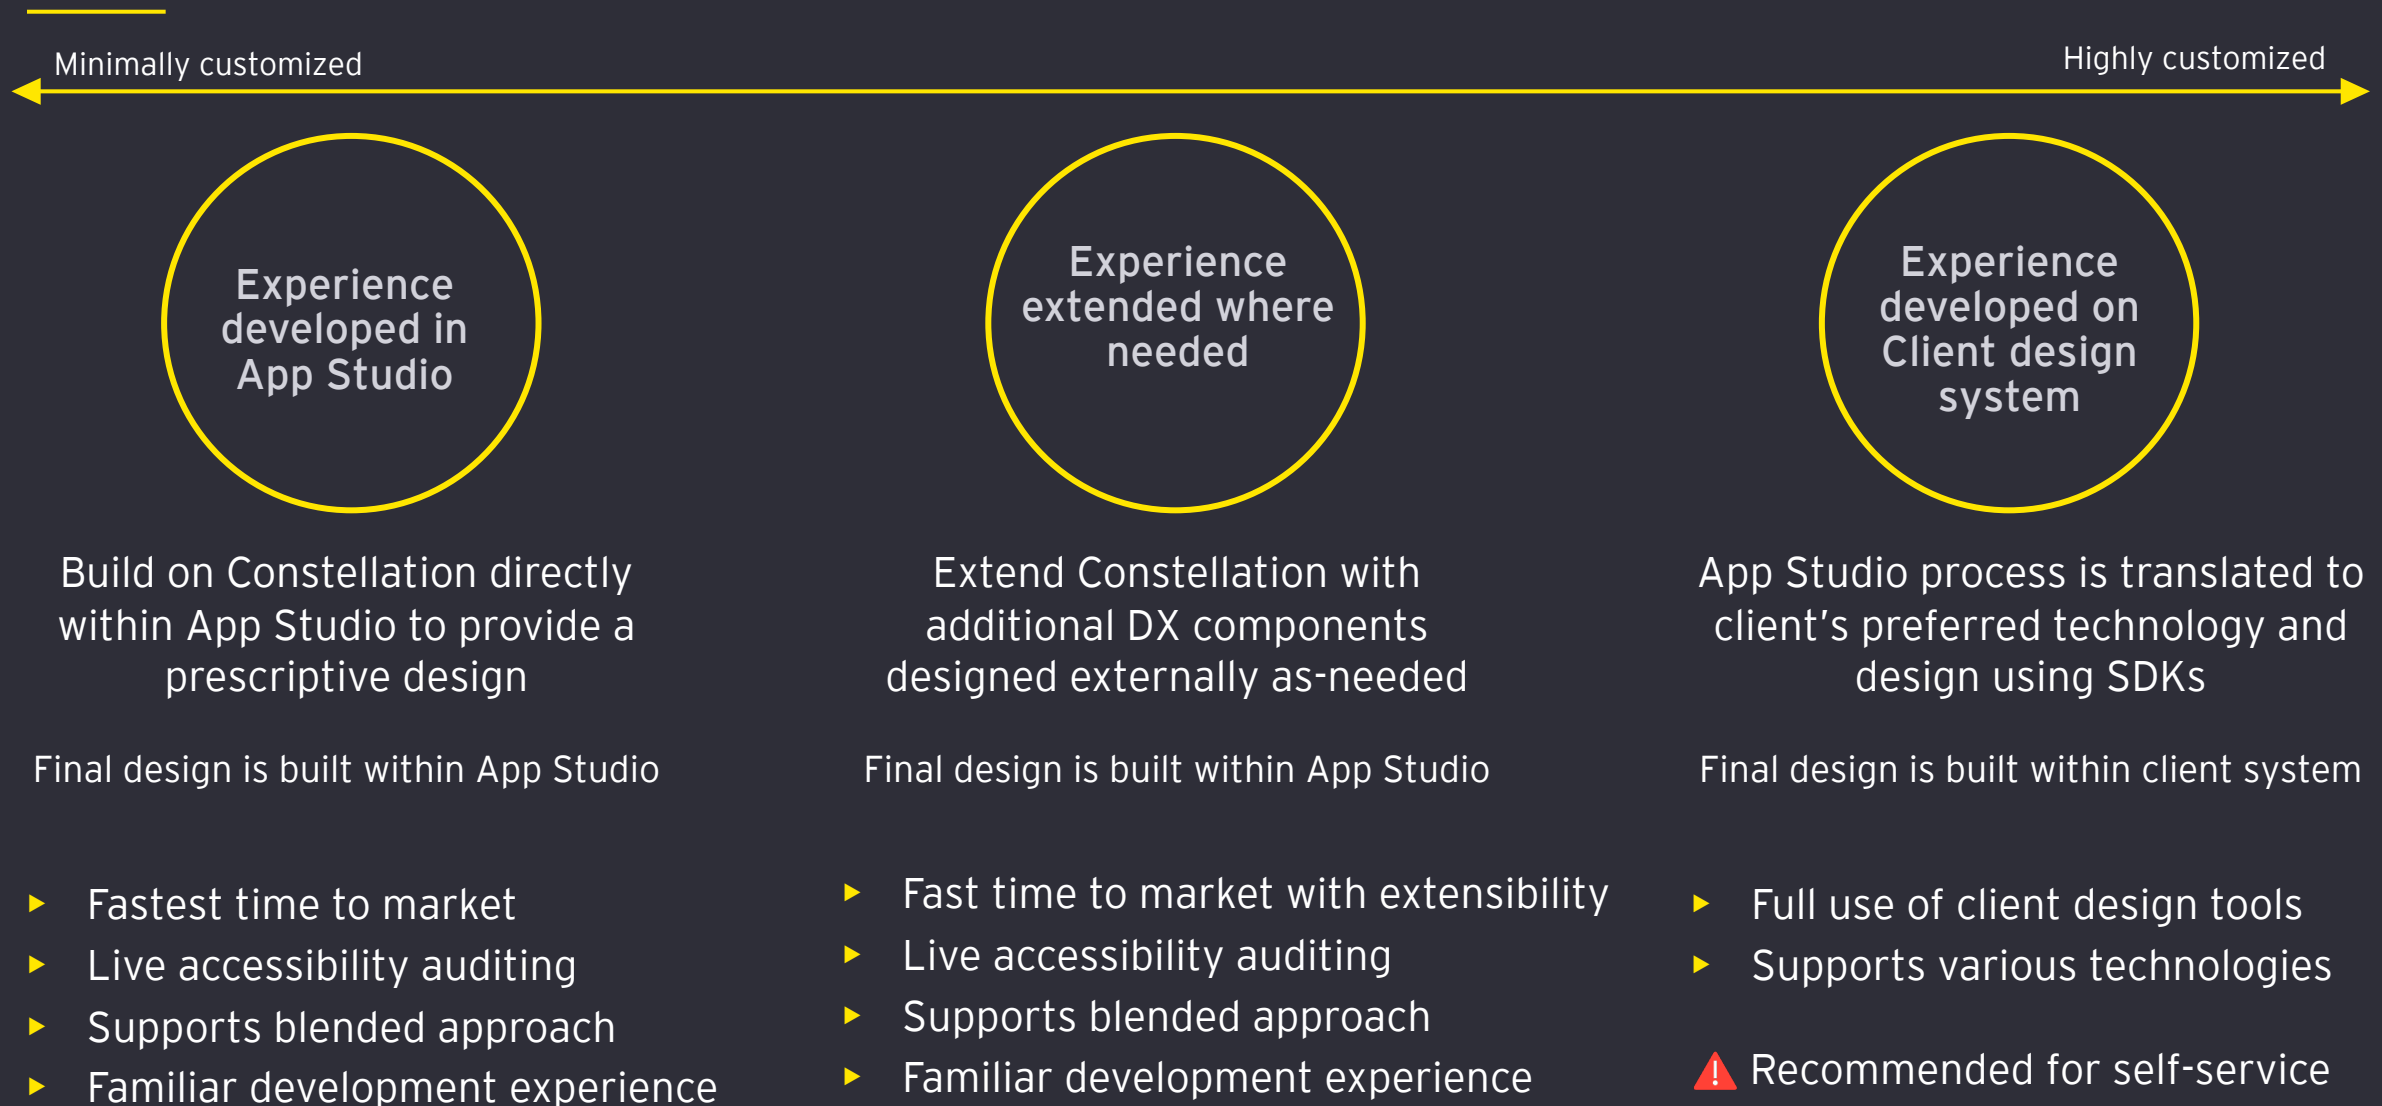 Minimally customized
Highly customized
Experience
developed in
App Studio
Build on Constellation directly
within App Studio to provide a
prescriptive design
Final design is built within App Studio
Fastest time to market
Live accessibility auditing
Supports blended approach
Familiar development experience
Experience
extended where
needed
Extend Constellation with
additional DX components
designed externally as-needed
Final design is built within App Studio
Fast time to market with extensibility
Live accessibility auditing
Supports blended approach
Familiar development experience
Experience
developed on
Client design
system
App Studio process is translated to
client’s preferred technology and
design using SDKs
Final design is built within client system
Full use of client design tools
Supports various technologies
Recommended for self-service